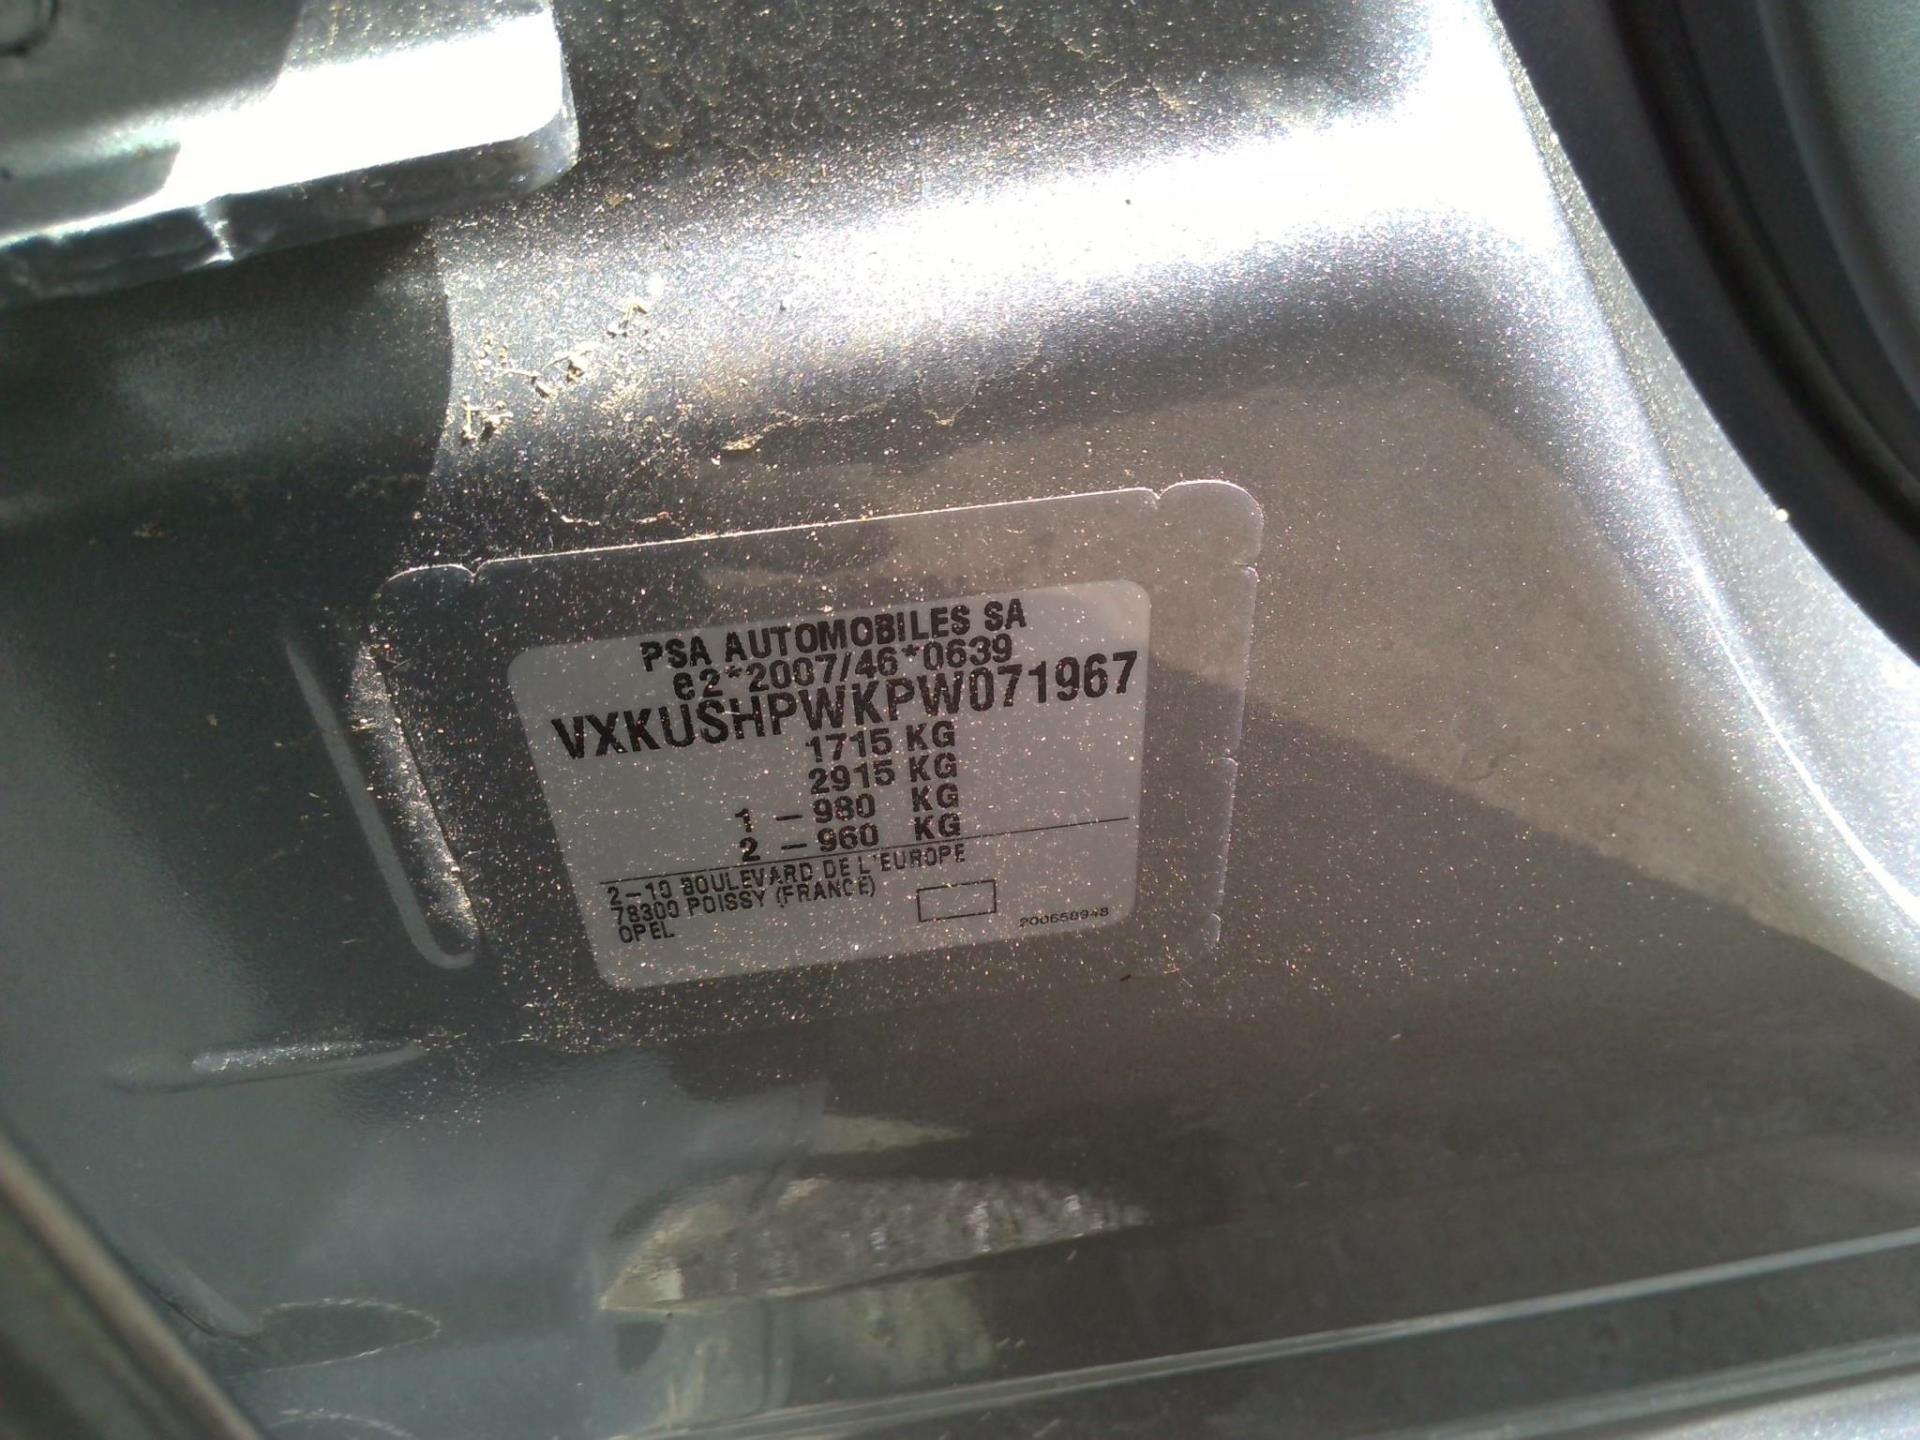 PSA AUTOMOBILES SA
e2*2007/46*0639
VXKUSHPWKPW071967
1715 KG
2915 KG
1 - 980 KG
2 - 960 KG
2-10 BOULEVARD DE L'EUROPE
78300 POISSY (FRANCE)
OPEL
200658948